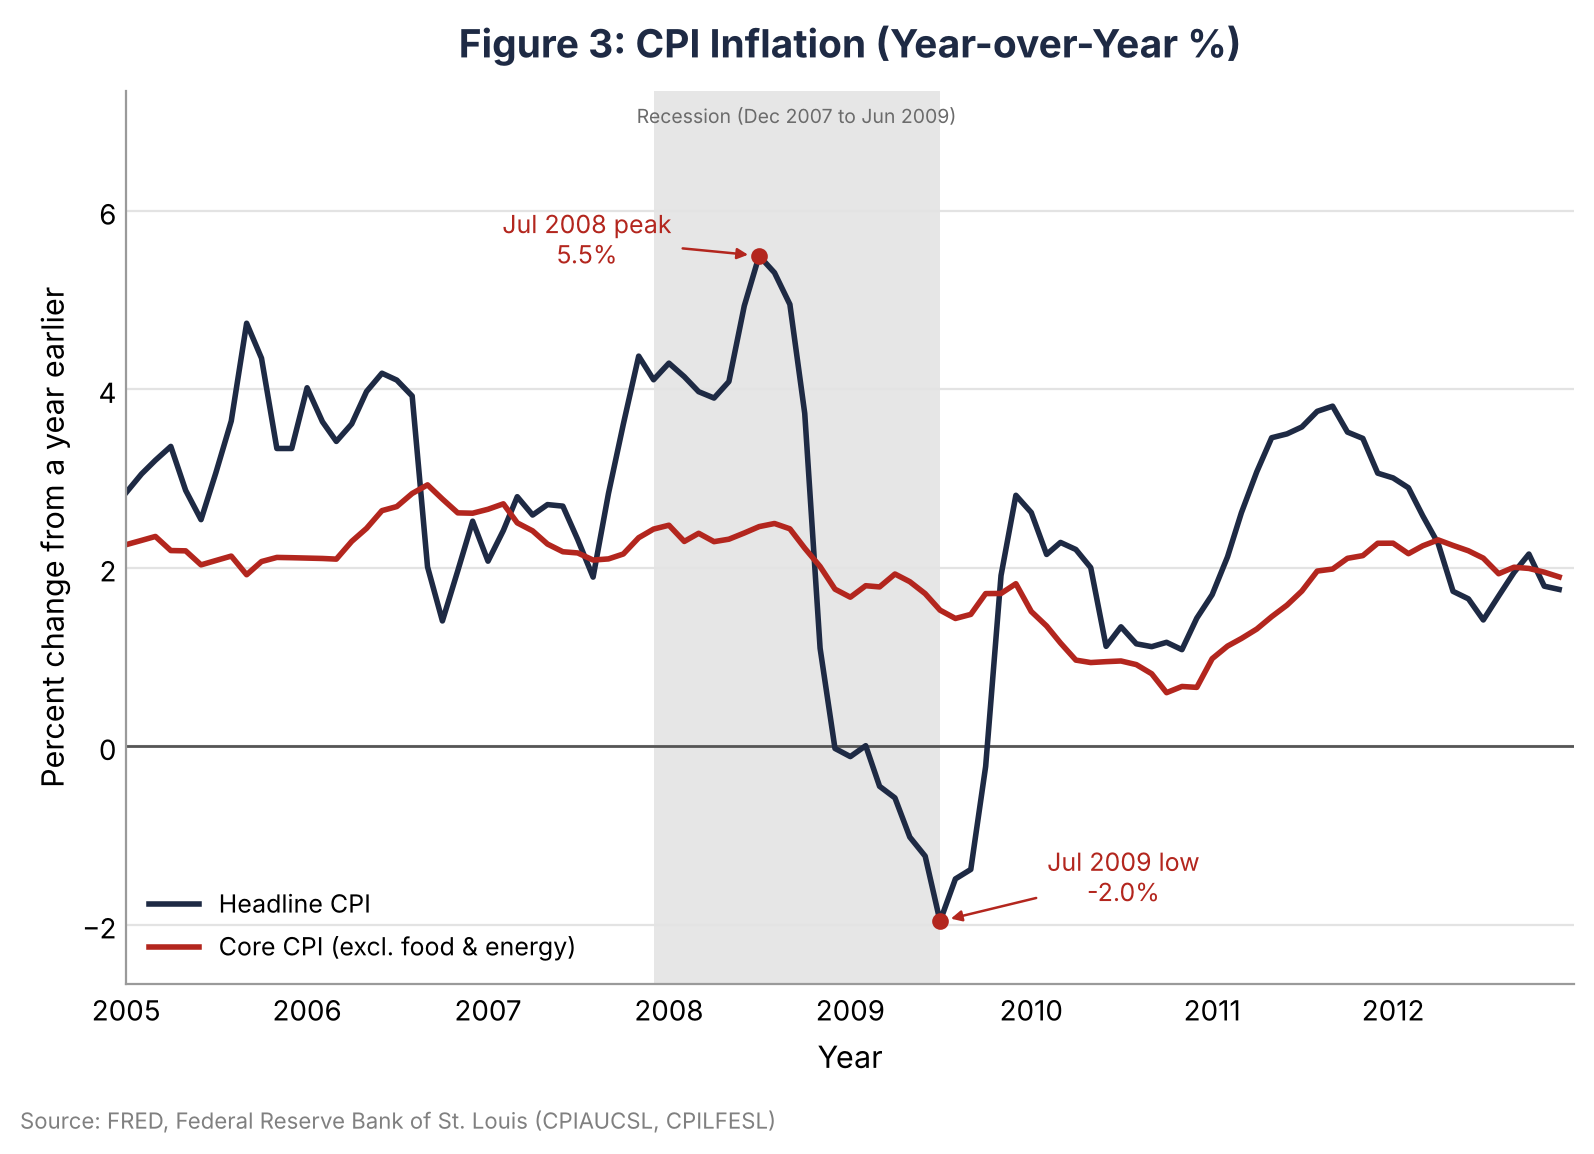 Figure 3: CPI Inflation (Year-over-Year %)
Recession (Dec 2007 to Jun 2009)
Percent change from a year earlier
6
4
2
0
−2
Jul 2008 peak
5.5%
Jul 2009 low
-2.0%
Headline CPI
Core CPI (excl. food & energy)
2005 2006 2007 2008 2009 2010 2011 2012
Year
Source: FRED, Federal Reserve Bank of St. Louis (CPIAUCSL, CPILFESL)